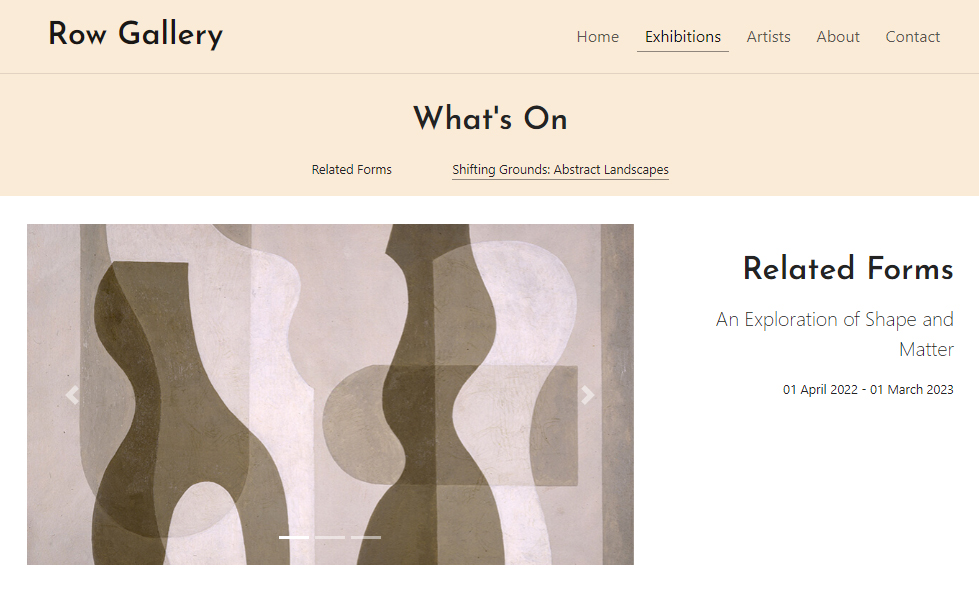 Row Gallery
Home Exhibitions Artists About Contact
What's On
Related Forms Shifting Grounds: Abstract Landscapes
Related Forms
An Exploration of Shape and
Matter
01 April 2022 - 01 March 2023